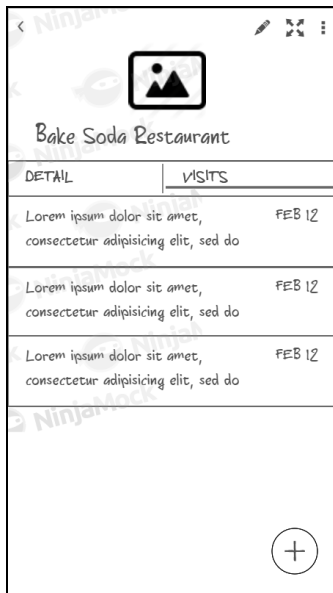 Bake Soda Restaurant
DETAIL
VISITS
Lorem ipsum dolor sit amet,
FEB 12
consectetur adipisicing elit, sed do
Lorem ipsum dolor sit amet,
FEB 12
consectetur adipisicing elit, sed do
Lorem ipsum dolor sit amet,
FEB 12
consectetur adipisicing elit, sed do
NinjaMock